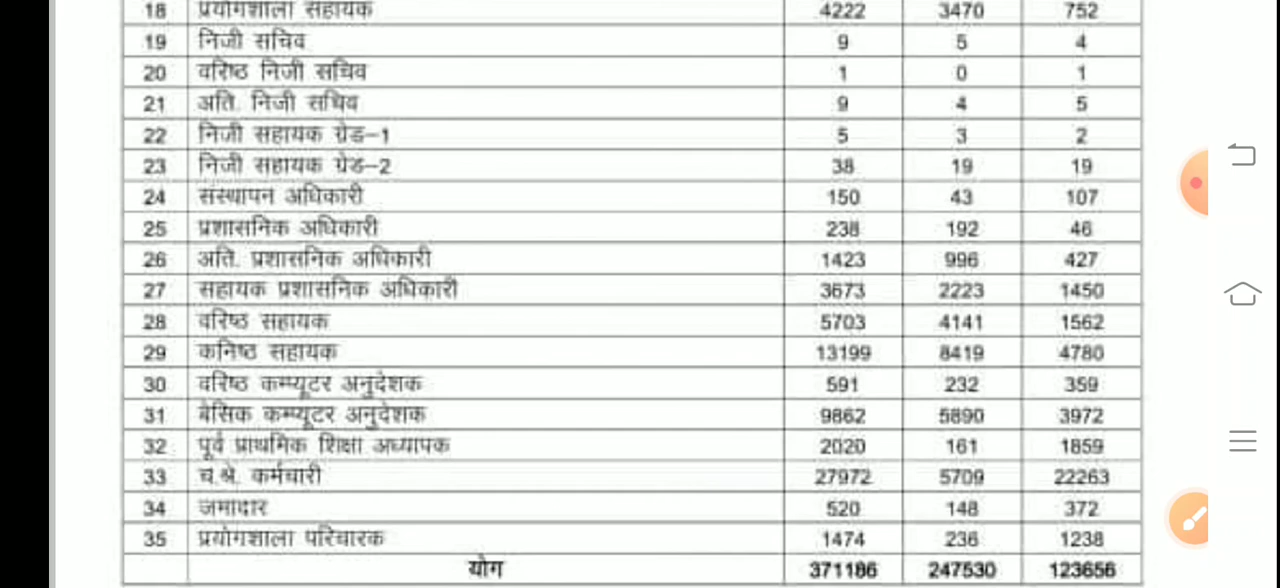 18 प्रयोगशाला सहायक 4222 3470 752
19 निजी सचिव 9 5 4
20 वरिष्ठ निजी सचिव 1 0 1
21 अति. निजी सचिव 9 4 5
22 निजी सहायक ग्रेड-1 5 3 2
23 निजी सहायक ग्रेड-2 38 19 19
24 संस्थापन अधिकारी 150 43 107
25 प्रशासनिक अधिकारी 238 192 46
26 अति. प्रशासनिक अधिकारी 1423 996 427
27 सहायक प्रशासनिक अधिकारी 3673 2223 1450
28 वरिष्ठ सहायक 5703 4141 1562
29 कनिष्ठ सहायक 13199 8419 4780
30 वरिष्ठ कम्प्यूटर अनुदेशक 591 232 359
31 बेसिक कम्प्यूटर अनुदेशक 9862 5890 3972
32 पूर्व प्राथमिक शिक्षा अध्यापक 2020 161 1859
33 च.श्रे. कर्मचारी 27972 5709 22263
34 जमादार 520 148 372
35 प्रयोगशाला परिचारक 1474 236 1238
योग 371186 247530 123656